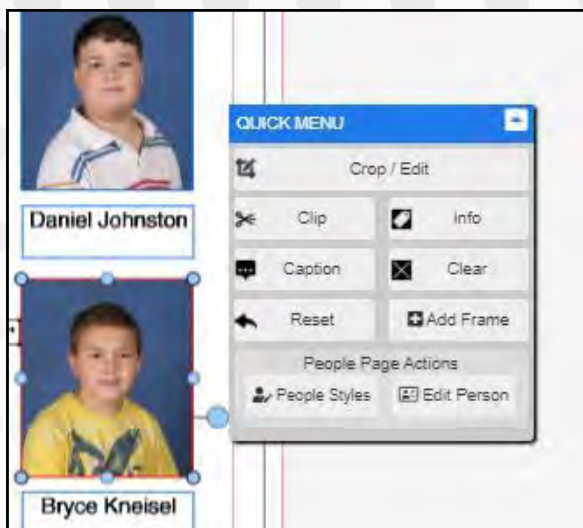 Daniel Johnston
Bryce Kneisel
QUICK MENU
Crop / Edit
Clip
Info
Caption
Clear
Reset
Add Frame
People Page Actions
People Styles
Edit Person